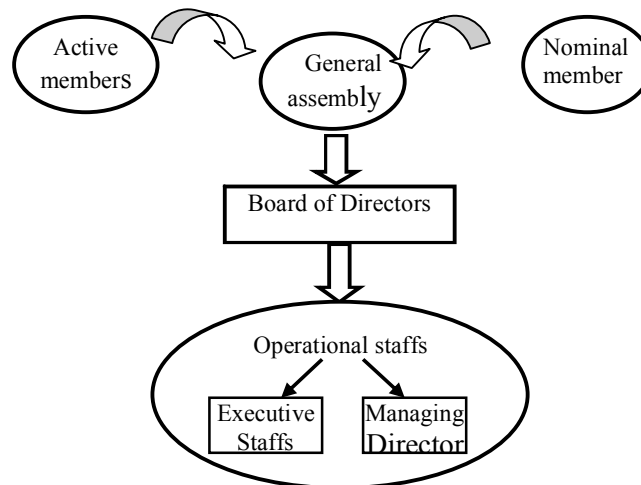 Active
members
General
assembly
Nominal
member
Board of Directors
Operational staffs
Executive
Staffs
Managing
Director